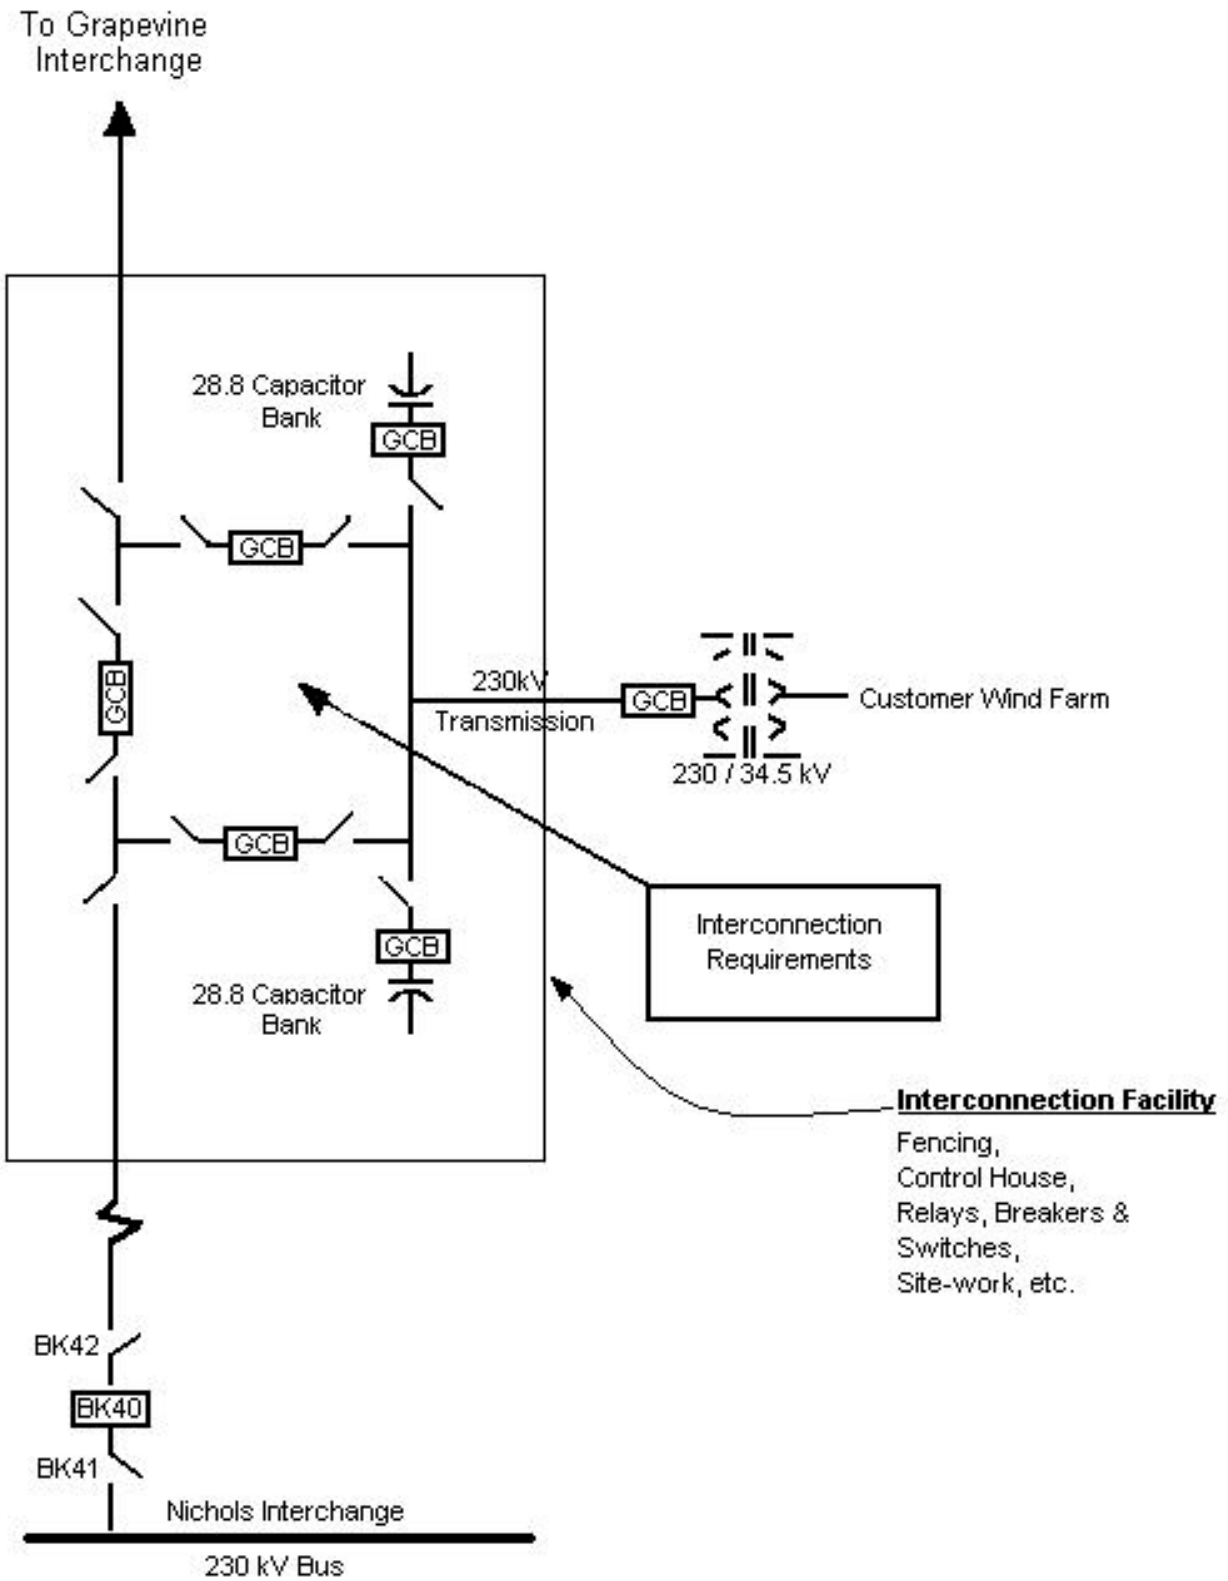 To Grapevine
Interchange
28.8 Capacitor
Bank
GCB
GCB
GCB
230kV
Transmission
GCB
Customer Wind Farm
230 / 34.5 kV
GCB
Interconnection
Requirements
GCB
28.8 Capacitor
Bank
Interconnection Facility
Fencing,
Control House,
Relays, Breakers &
Switches,
Site-work, etc.
BK42
BK40
BK41
Nichols Interchange
230 kV Bus